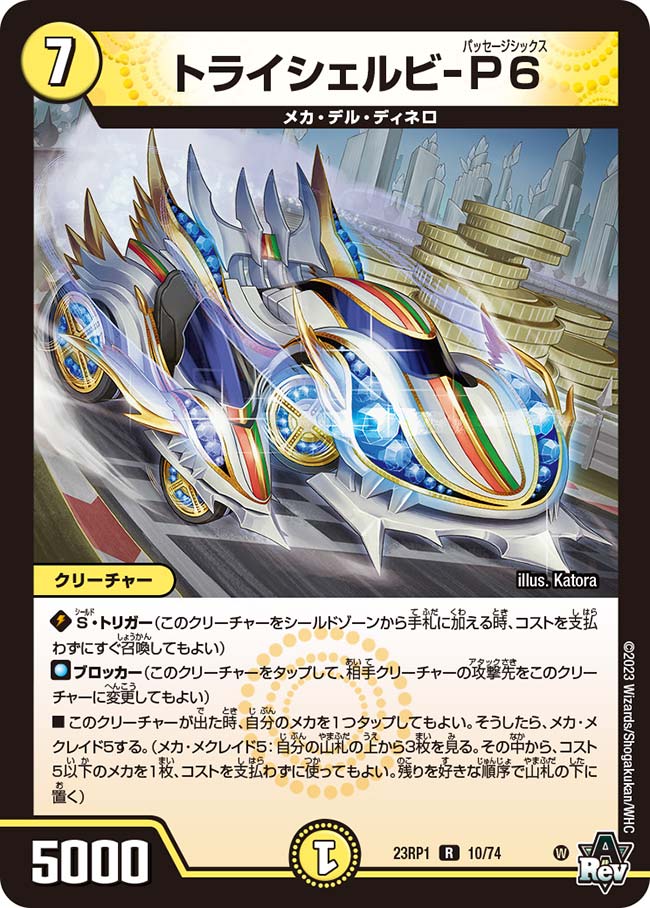 7
パッセージシックス
トライシェルビ-P6
メカ・デル・ディネロ
illus. Katora
クリーチャー
シールド
S・トリガー(このクリーチャーをシールドゾーンから手札に加える時、コストを支払
わずにすぐ召喚してもよい)
ブロッカー(このクリーチャーをタップして、相手クリーチャーの攻撃先をこのクリー
チャーに変更してもよい)
■このクリーチャーが出た時、自分のメカを1つタップしてもよい。そうしたら、メカ・メ
クレイド5する。(メカ・メクレイド5:自分の山札の上から3枚を見る。その中から、コスト
5以下のメカを1枚、コストを支払わずに使ってもよい。残りを好きな順序で山札の下に
置く)
©2023 Wizards/Shogakukan/WHC
5000
1
23RP1 R 10/74
W
A
Rev